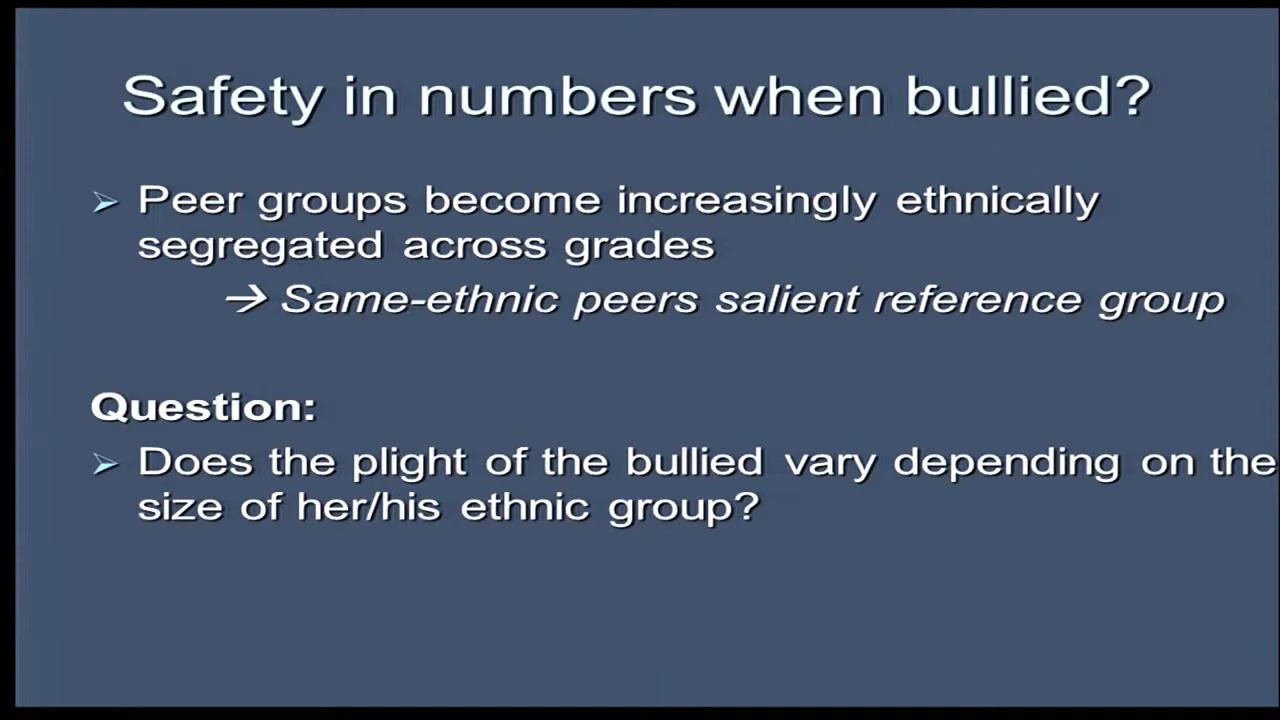 Safety in numbers when bullied?
➢ Peer groups become increasingly ethnically
segregated across grades
→ Same-ethnic peers salient reference group
Question:
➢ Does the plight of the bullied vary depending on the
size of her/his ethnic group?